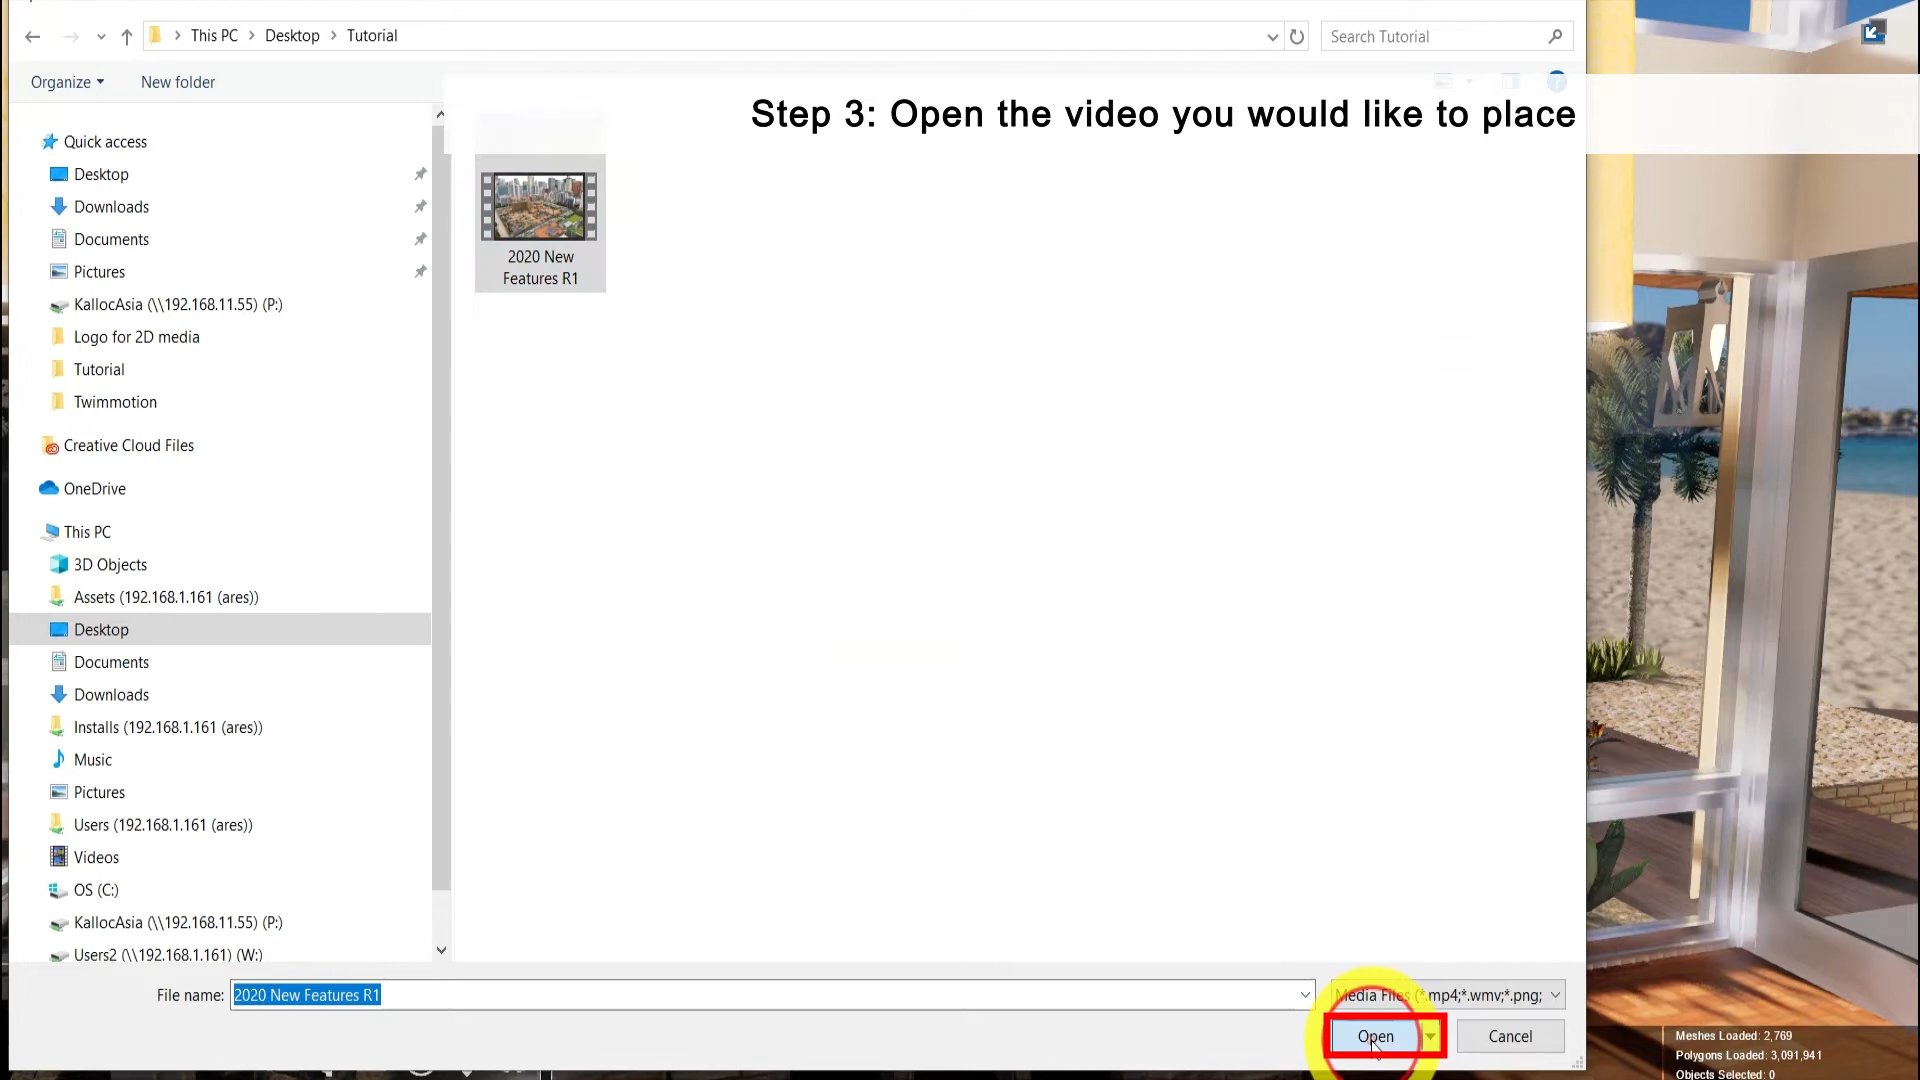 This PC > Desktop > Tutorial
Search Tutorial
Organize
New folder
Step 3: Open the video you would like to place
Quick access
Desktop
Downloads
Documents
Pictures
KallocAsia (\\192.168.11.55) (P:)
Logo for 2D media
Tutorial
Twimmotion
Creative Cloud Files
OneDrive
This PC
3D Objects
Assets (192.168.1.161 (ares))
Desktop
Documents
Downloads
Installs (192.168.1.161 (ares))
Music
Pictures
Users (192.168.1.161 (ares))
Videos
OS (C:)
KallocAsia (\\192.168.11.55) (P:)
Users2 (\\192.168.1.161) (W:)
2020 New
Features R1
File name: 2020 New Features R1
Media Files (*.mp4;*.wmv;*.png;
Open
Cancel
Meshes Loaded: 2,769
Polygons Loaded: 3,091,941
Objects Selected: 0